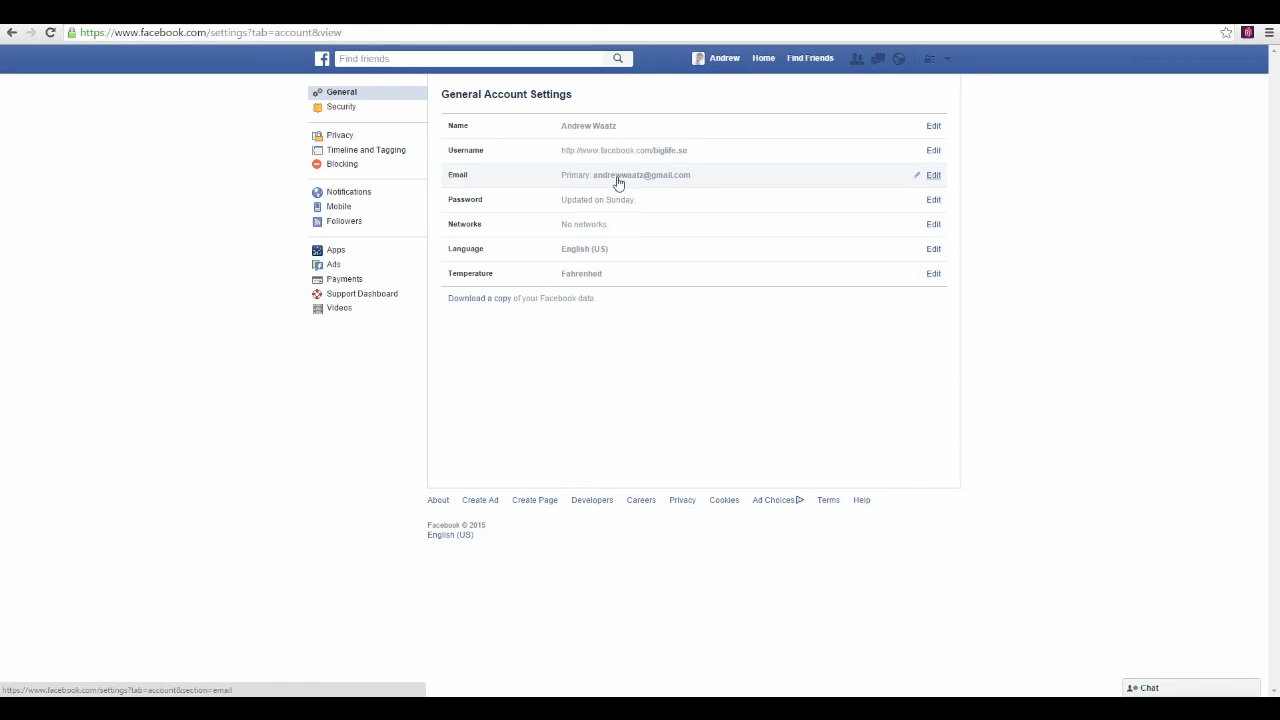 https://www.facebook.com/settings?tab=account&view
f Find friends Andrew Home Find Friends
General
Security
Privacy
Timeline and Tagging
Blocking
Notifications
Mobile
Followers
Apps
Ads
Payments
Support Dashboard
Videos
General Account Settings
Name Andrew Waatz Edit
Username http://www.facebook.com/biglife.se Edit
Email Primary: andrewwaatz@gmail.com Edit
Password Updated on Sunday. Edit
Networks No networks. Edit
Language English (US) Edit
Temperature Fahrenheit Edit
Download a copy of your Facebook data.
About Create Ad Create Page Developers Careers Privacy Cookies Ad Choices Terms Help
Facebook © 2015
English (US)
https://www.facebook.com/settings?tab=account&section=email
Chat